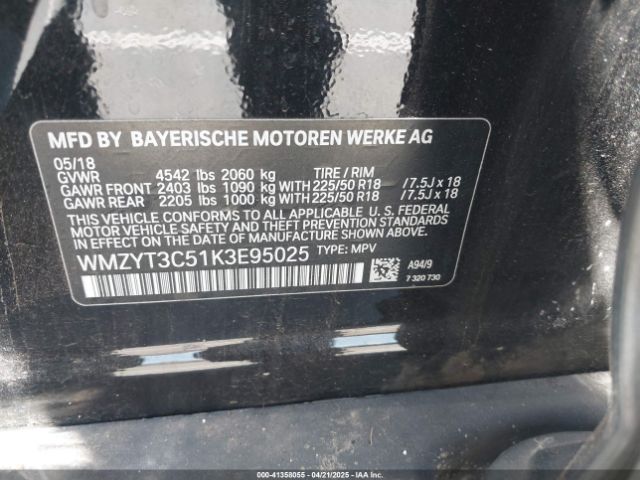 MFD BY BAYERISCHE MOTOREN WERKE AG
05/18
GVWR 4542 lbs 2060 kg TIRE / RIM
GAWR FRONT 2403 lbs 1090 kg WITH 225/50 R18 /7.5J x 18
GAWR REAR 2205 lbs 1000 kg WITH 225/50 R18 /7.5J x 18
THIS VEHICLE CONFORMS TO ALL APPLICABLE U. S. FEDERAL
MOTOR VEHICLE SAFETY AND THEFT PREVENTION STANDARDS
IN EFFECT ON THE DATE OF MANUFACTURE SHOWN ABOVE.
WMZYT3C51K3E95025 TYPE: MPV
A94/9
7 320 730
©IAAI - 41358055 - 04/21/2025 - IAAI.COM